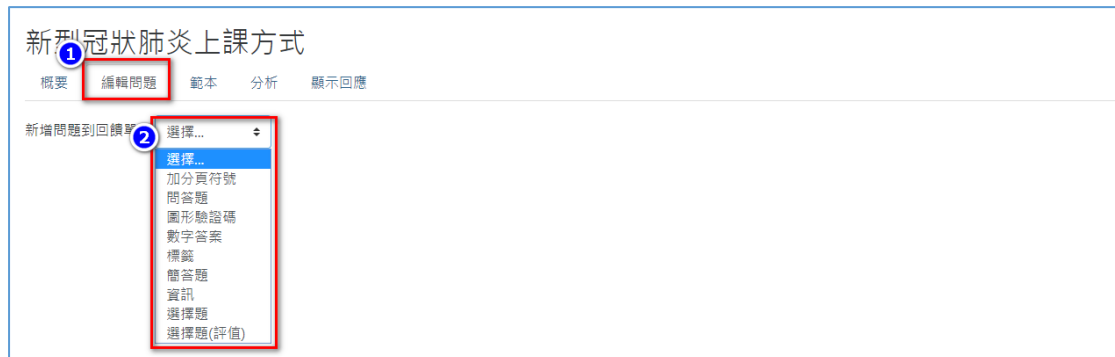 新型冠狀肺炎上課方式
1
概要 編輯問題 範本 分析 顯示回應
新增問題到回饋單 2 選擇...
選擇...
加分頁符號
問答題
圖形驗證碼
數字答案
標籤
簡答題
資訊
選擇題
選擇題(評值)